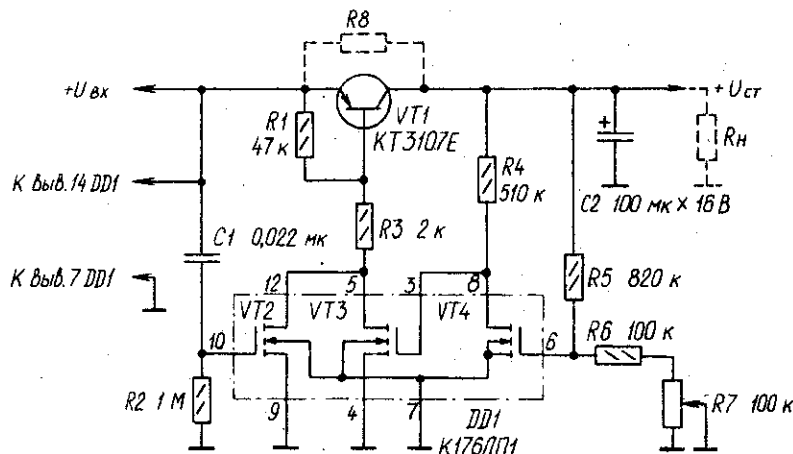 R8
+Uвх
VT1
КТ3107Е
+Uст
R1
47 к
R4
510 к
Rн
К выв.14 DD1
C2 100 мк × 16 В
R3 2 к
C1 0,022 мк
К выв.7 DD1
R5 820 к
12 5 3 8
VT2 VT3 VT4
10
6
R6 100 к
R2 1 М
9 4 7
R7 100 к
DD1
К176ЛП1